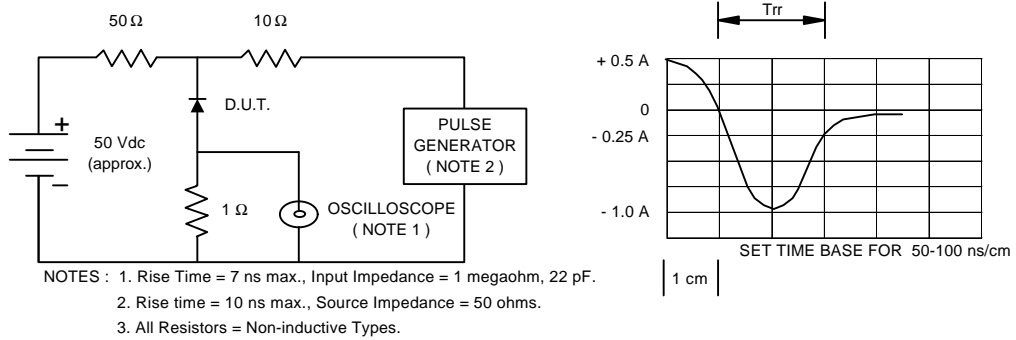 50 Ω
10 Ω
Trr
+ 0.5 A
0
- 0.25 A
- 1.0 A
D.U.T.
+
50 Vdc
(approx.)
−
PULSE
GENERATOR
( NOTE 2 )
1 Ω
OSCILLOSCOPE
( NOTE 1 )
SET TIME BASE FOR 50-100 ns/cm
1 cm
NOTES : 1. Rise Time = 7 ns max., Input Impedance = 1 megaohm, 22 pF.
2. Rise time = 10 ns max., Source Impedance = 50 ohms.
3. All Resistors = Non-inductive Types.